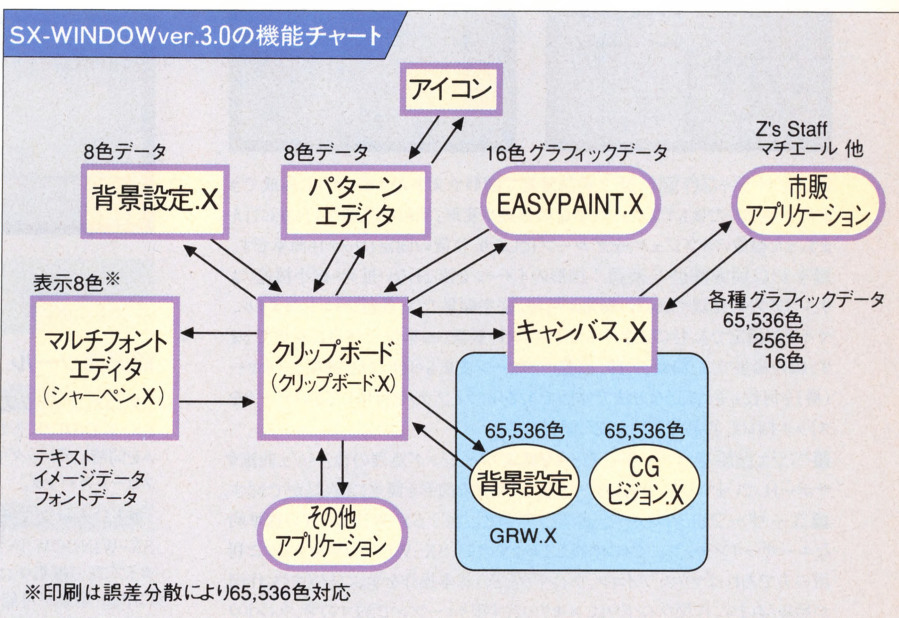 SX-WINDOWver.3.0の機能チャート
アイコン
8色データ
背景設定.X
8色データ
パターン
エディタ
16色グラフィックデータ
EASYPAINT.X
Z's Staff
マチエール 他
市販
アプリケーション
表示8色※
マルチフォント
エディタ
(シャーペン.X)
クリップボード
(クリップボード.X)
キャンバス.X
各種グラフィックデータ
65,536色
256色
16色
テキスト
イメージデータ
フォントデータ
65,536色
背景設定
65,536色
CG
ビジョン.X
GRW.X
その他
アプリケーション
※印刷は誤差分散により65,536色対応